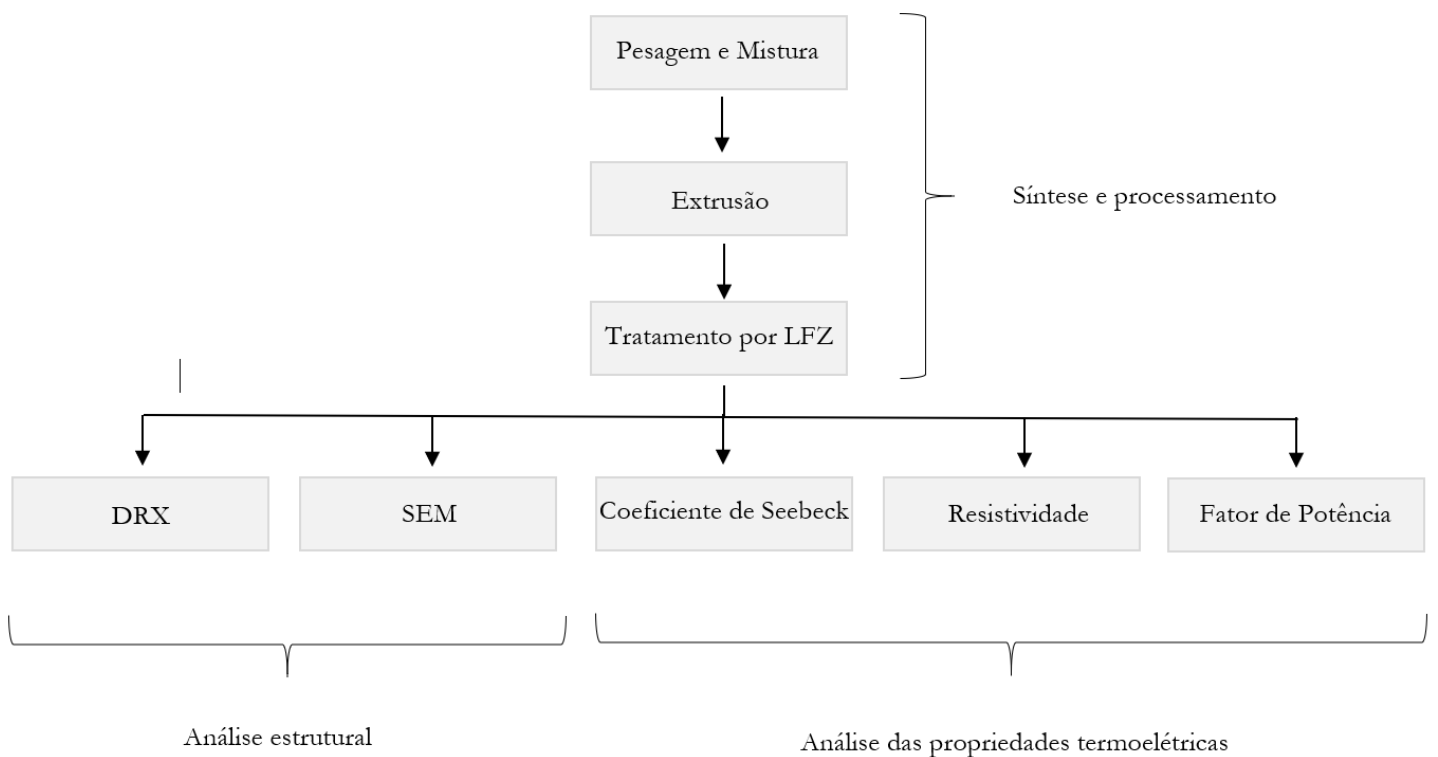 Pesagem e Mistura
Extrusão
Síntese e processamento
Tratamento por LFZ
DRX
SEM
Coeficiente de Seebeck
Resistividade
Fator de Potência
Análise estrutural
Análise das propriedades termoelétricas